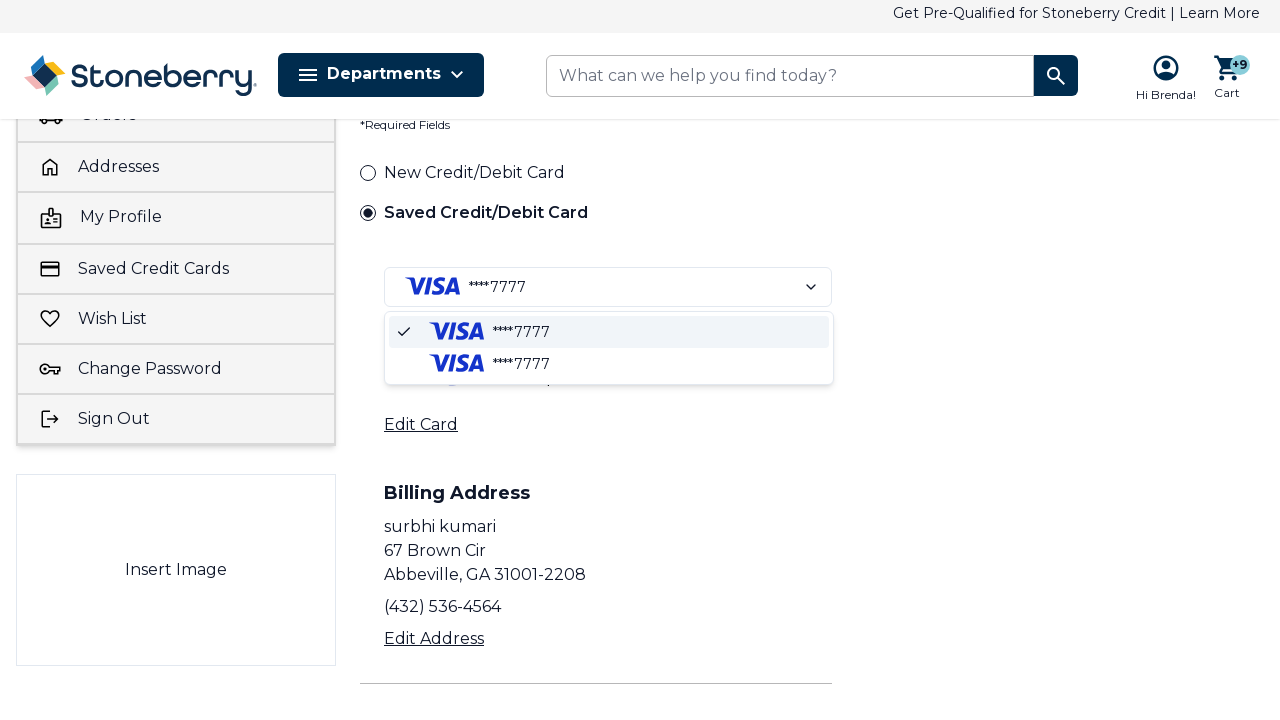 Get Pre-Qualified for Stoneberry Credit | Learn More
Stoneberry
Departments
What can we help you find today?
Hi Brenda!
+9
Cart
Orders
Addresses
My Profile
Saved Credit Cards
Wish List
Change Password
Sign Out
Insert Image
*Required Fields
New Credit/Debit Card
Saved Credit/Debit Card
VISA ****7777
VISA ****7777
VISA ****7777
Edit Card
Billing Address
surbhi kumari
67 Brown Cir
Abbeville, GA 31001-2208
(432) 536-4564
Edit Address